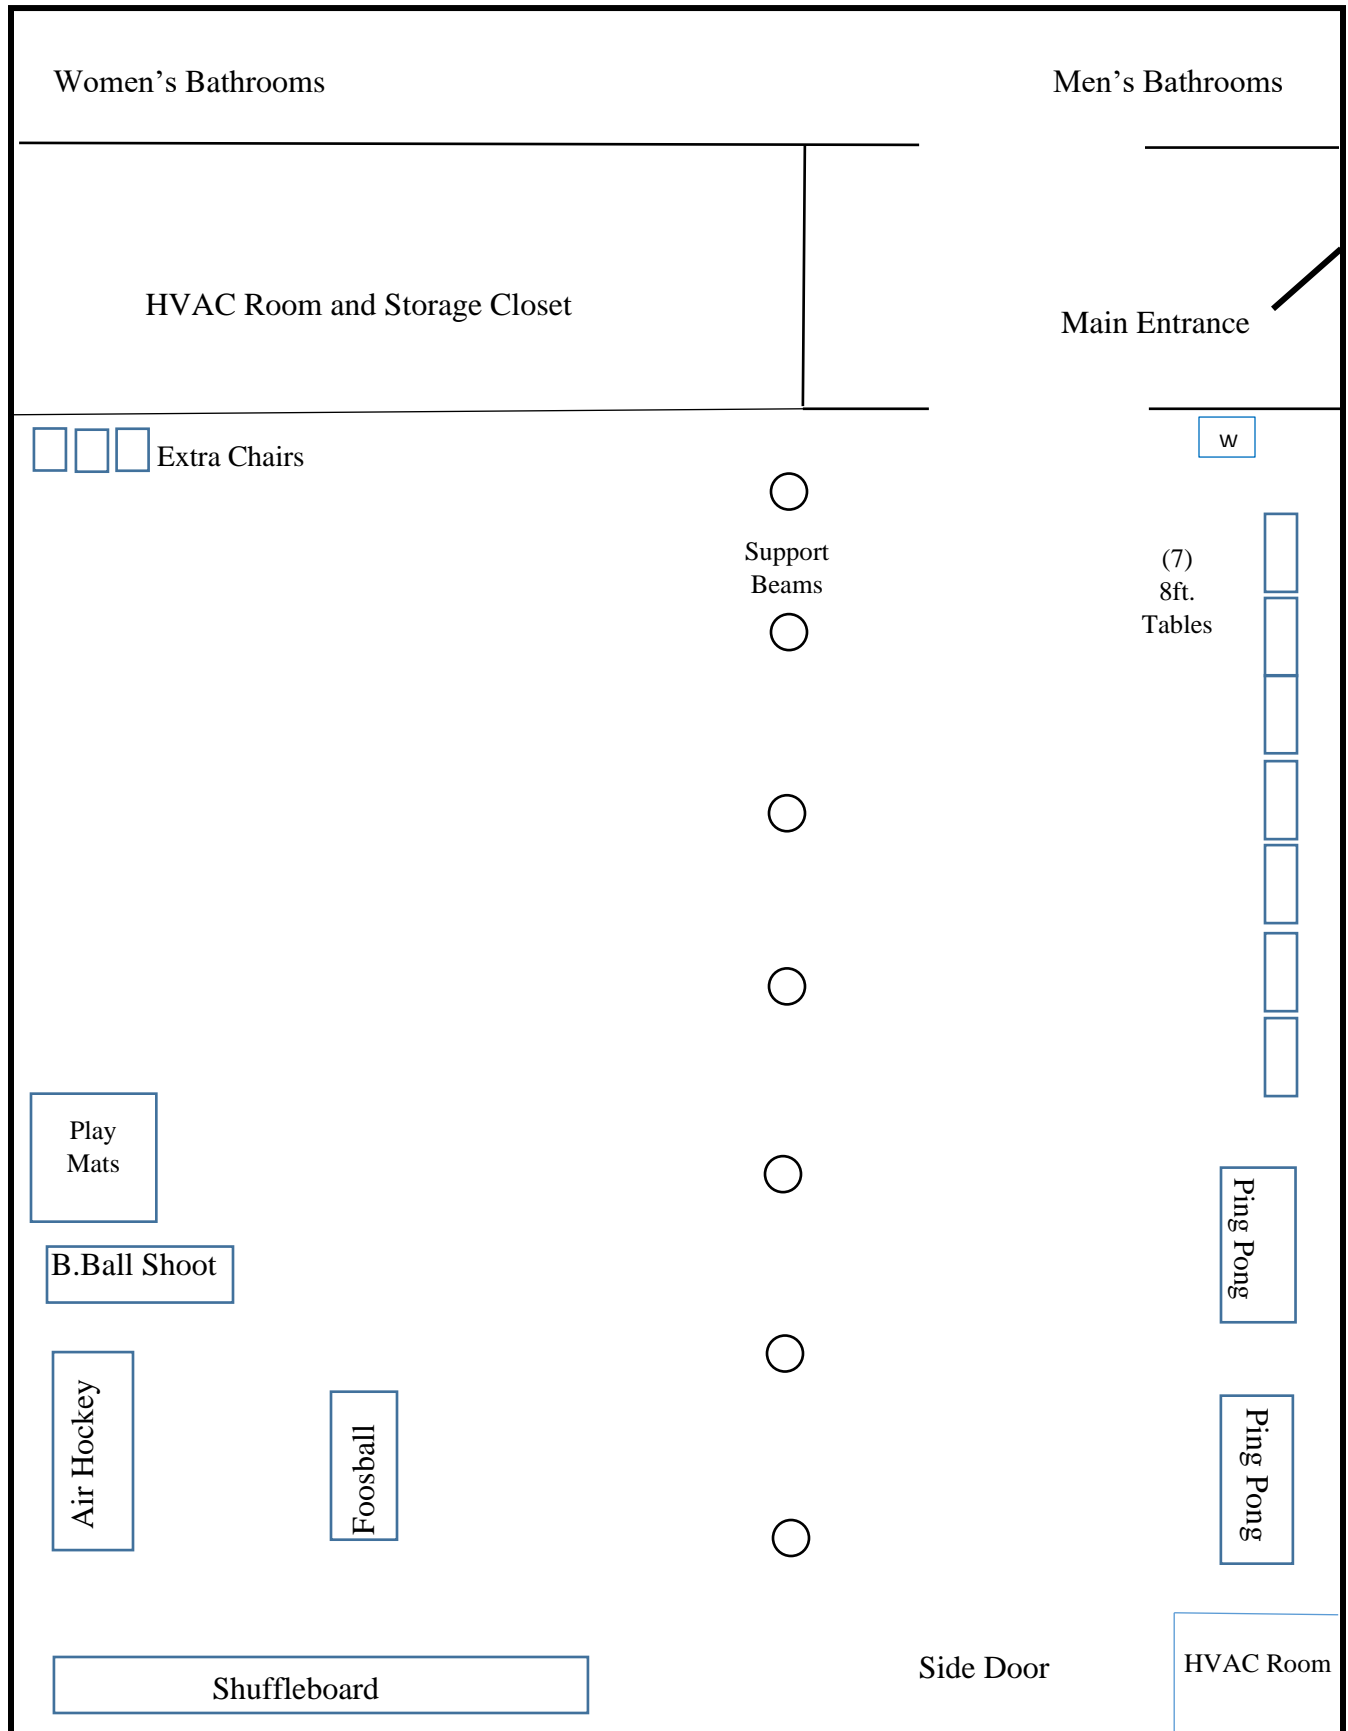 Women’s Bathrooms
Men’s Bathrooms
HVAC Room and Storage Closet
Main Entrance
Extra Chairs
W
Support
Beams
(7)
8ft.
Tables
Play
Mats
B.Ball Shoot
Ping Pong
Air Hockey
Foosball
Ping Pong
Shuffleboard
Side Door
HVAC Room